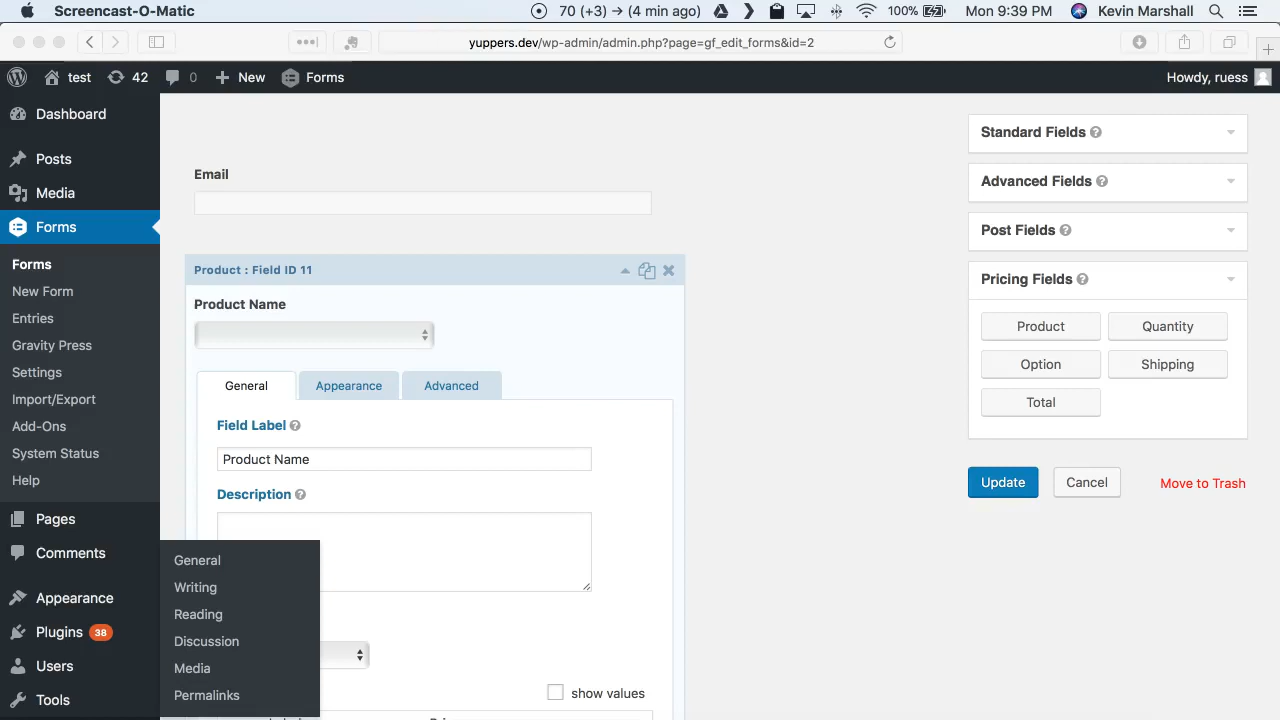 Screencast-O-Matic
70 (+3) → (4 min ago)
100%
Mon 9:39 PM
Kevin Marshall
yuppers.dev/wp-admin/admin.php?page=gf_edit_forms&id=2
test
42
0
New
Forms
Howdy, ruess
Dashboard
Posts
Media
Forms
Forms
New Form
Entries
Gravity Press
Settings
Import/Export
Add-Ons
System Status
Help
Pages
Comments
Appearance
Plugins 38
Users
Tools
General
Writing
Reading
Discussion
Media
Permalinks
Email
Product : Field ID 11
Product Name
General
Appearance
Advanced
Field Label
Product Name
Description
show values
Standard Fields
Advanced Fields
Post Fields
Pricing Fields
Product
Quantity
Option
Shipping
Total
Update
Cancel
Move to Trash